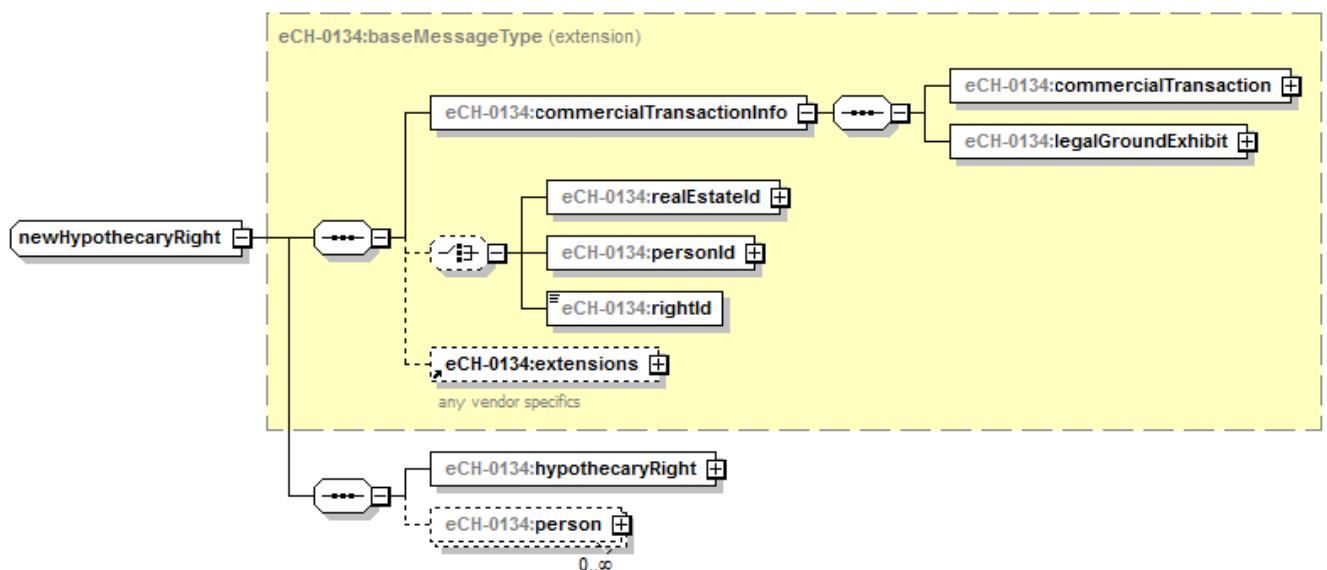 eCH-0134:baseMessageType (extension)
eCH-0134:commercialTransaction
eCH-0134:commercialTransactionInfo
eCH-0134:legalGroundExhibit
eCH-0134:realEstateId
newHypothecaryRight
eCH-0134:personId
eCH-0134:rightId
eCH-0134:extensions
any vendor specifics
eCH-0134:hypothecaryRight
eCH-0134:person
0..∞